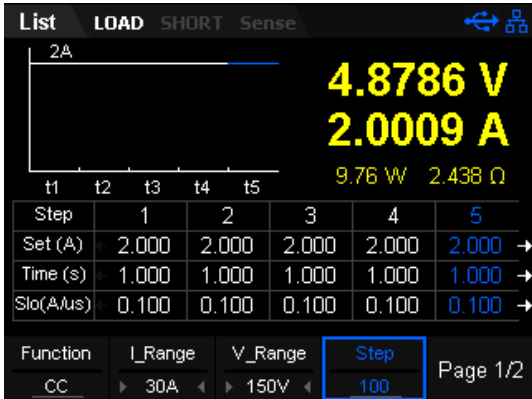 List LOAD SHORT Sense
2A
4.8786 V
2.0009 A
9.76 W 2.438 Ω
t1 t2 t3 t4 t5
Step 1 2 3 4 5
Set (A) 2.000 2.000 2.000 2.000 2.000
Time (s) 1.000 1.000 1.000 1.000 1.000
Slo(A/us) 0.100 0.100 0.100 0.100 0.100
Function I_Range V_Range Step Page 1/2
CC 30A 150V 100